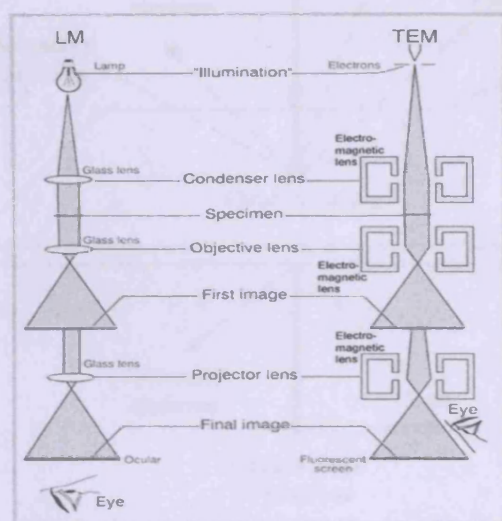 LM
TEM
Lamp
"Illumination"
Electrons
Electro-
magnetic
lens
Glass lens
Condenser lens
Specimen
Glass lens
Objective lens
Electro-
magnetic
lens
First image
Electro-
magnetic
lens
Glass lens
Projector lens
Eye
Final image
Ocular
Fluorescent
screen
Eye